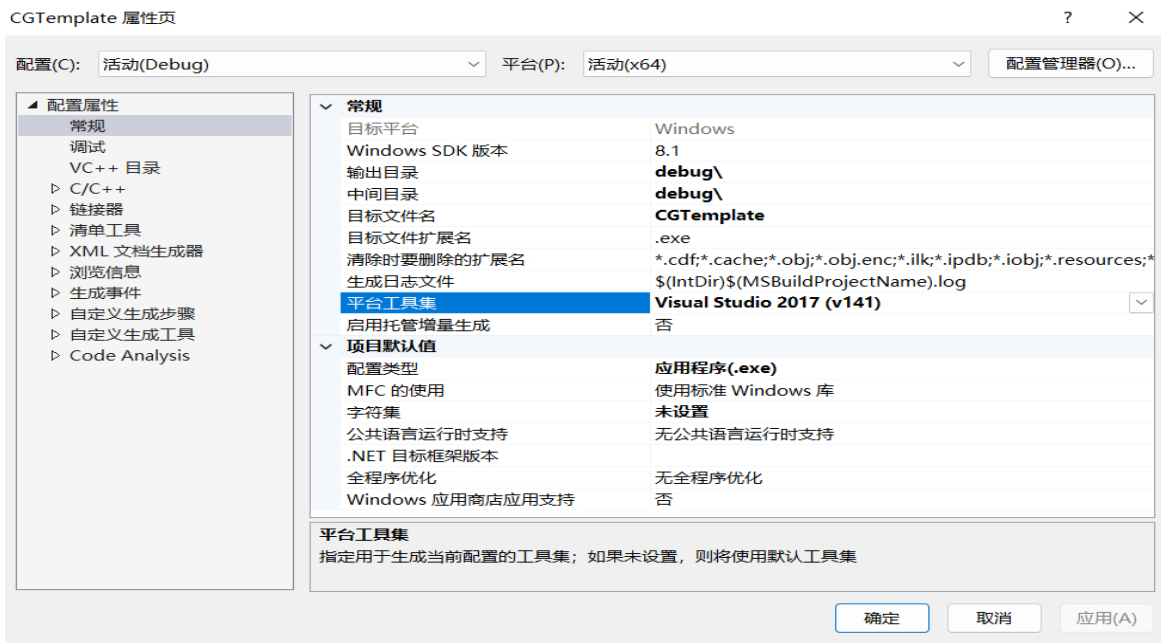 CGTemplate 属性页
?
配置(C): 活动(Debug) 平台(P): 活动(x64) 配置管理器(O)...
配置属性
常规
调试
VC++ 目录
C/C++
链接器
清单工具
XML 文档生成器
浏览信息
生成事件
自定义生成步骤
自定义生成工具
Code Analysis
常规
目标平台 Windows
Windows SDK 版本 8.1
输出目录 debug\
中间目录 debug\
目标文件名 CGTemplate
目标文件扩展名 .exe
清除时要删除的扩展名 *.cdf;*.cache;*.obj;*.obj.enc;*.ilk;*.ipdb;*.iobj;*.resources;*
生成日志文件 $(IntDir)$(MSBuildProjectName).log
平台工具集 Visual Studio 2017 (v141)
启用托管增量生成 否
项目默认值
配置类型 应用程序(.exe)
MFC 的使用 使用标准 Windows 库
字符集 未设置
公共语言运行时支持 无公共语言运行时支持
.NET 目标框架版本
全程序优化 无全程序优化
Windows 应用商店应用支持 否
平台工具集
指定用于生成当前配置的工具集；如果未设置，则将使用默认工具集
确定 取消 应用(A)